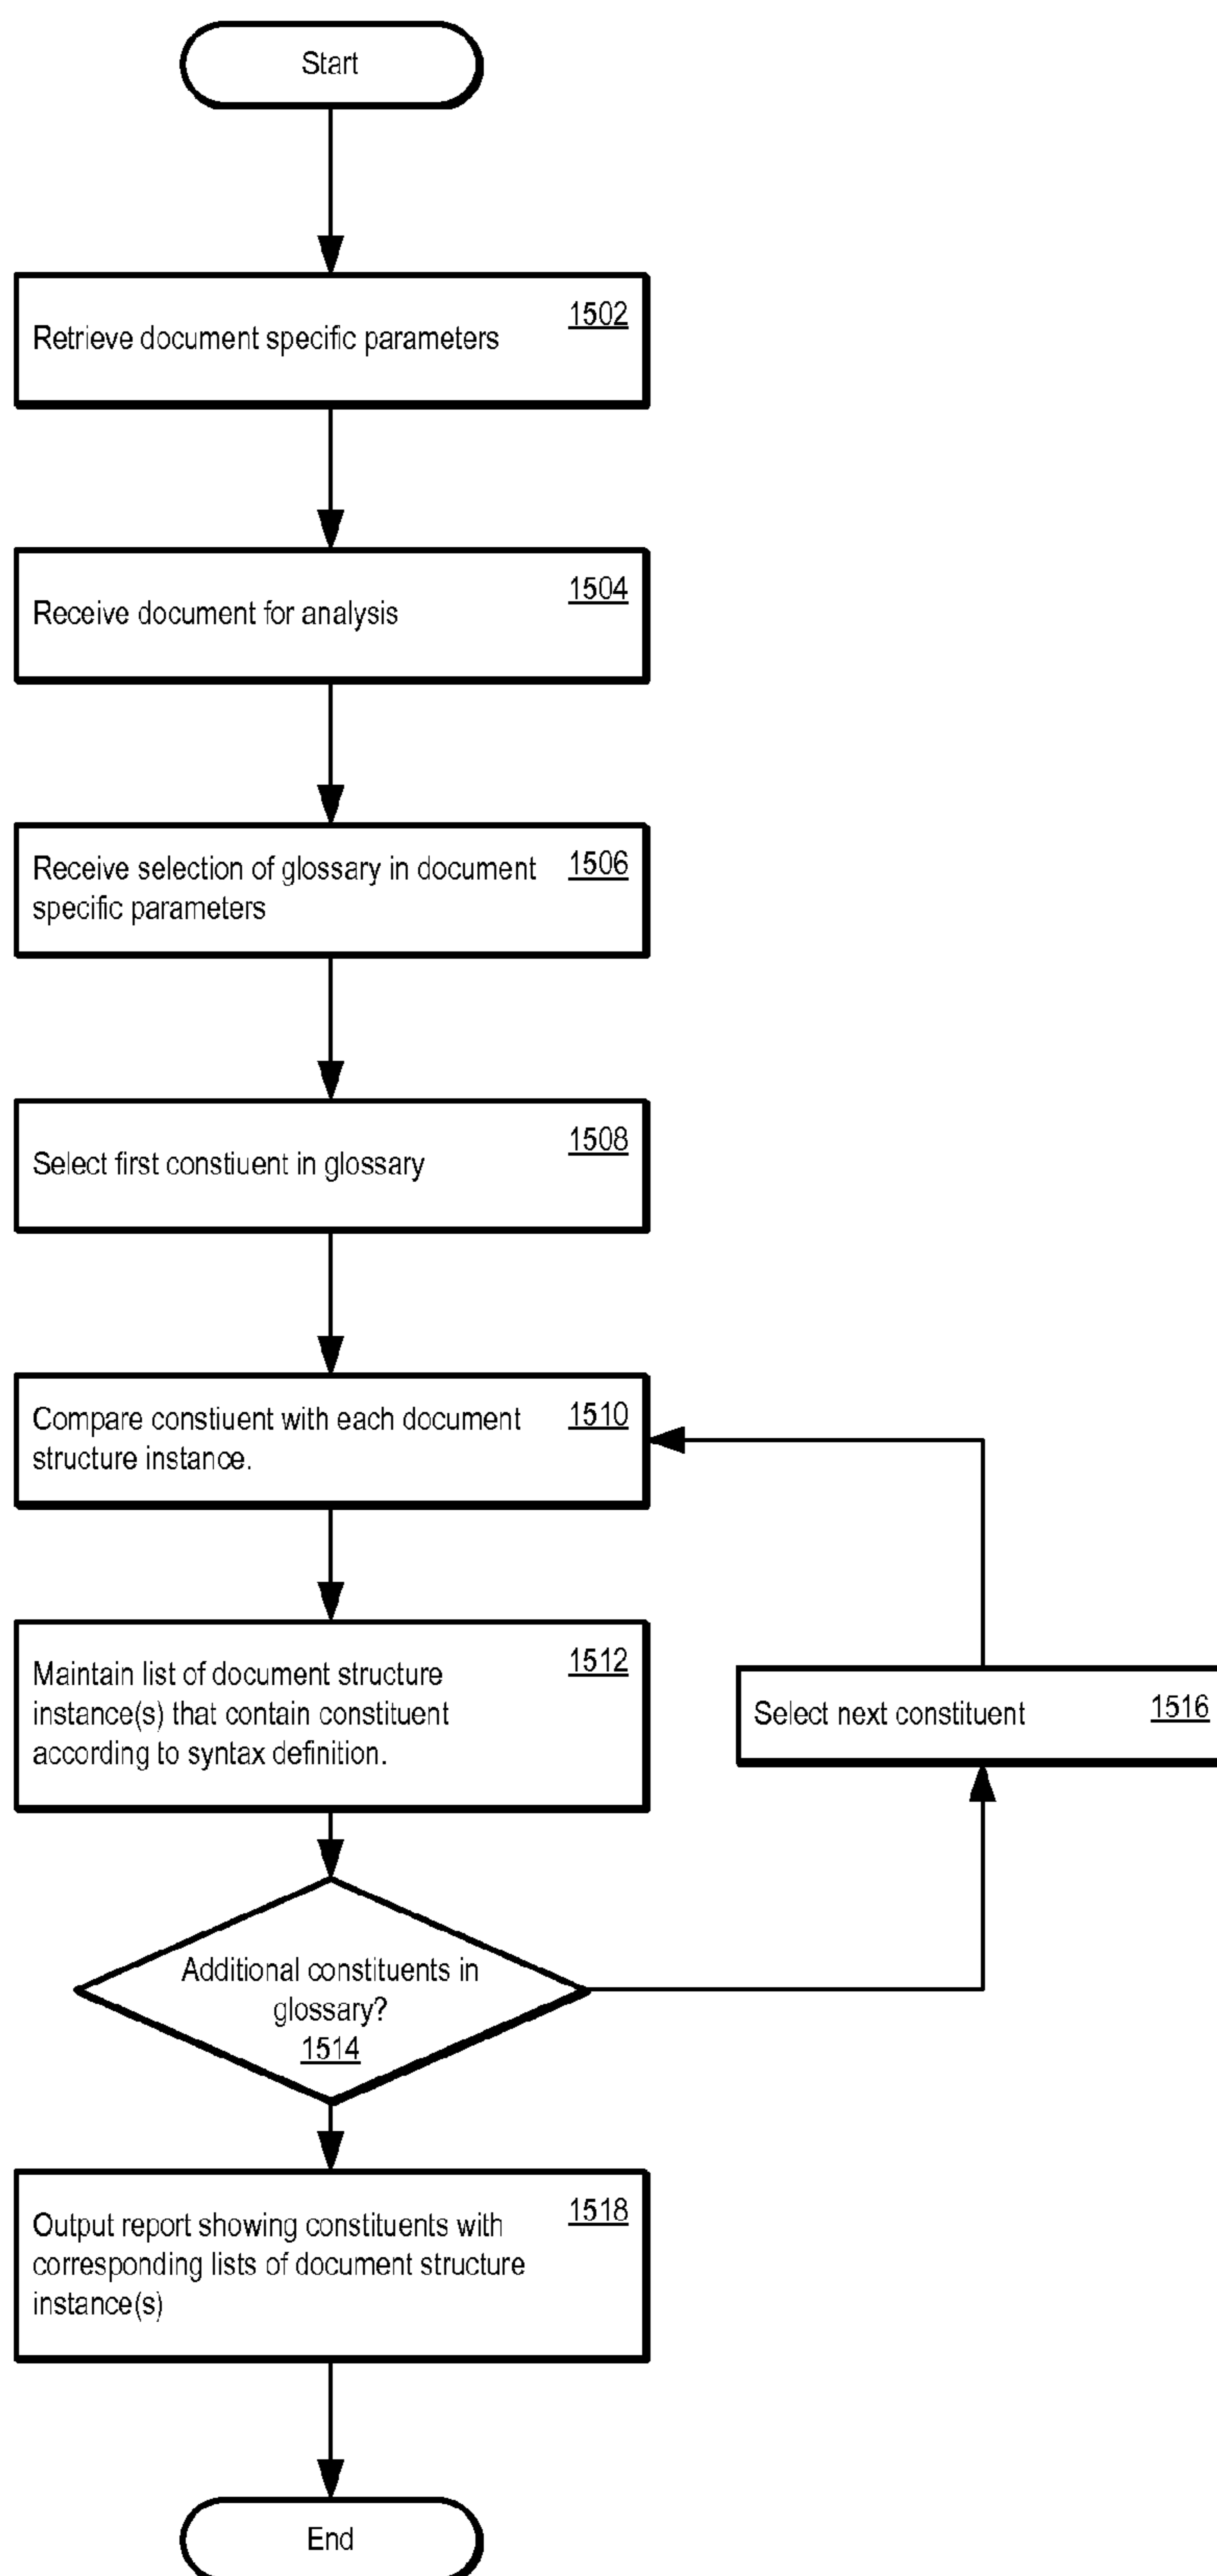 Start
1502
Retrieve document specific parameters
1504
Receive document for analysis
Receive selection of glossary in document 1506
specific parameters
1508
Select first constiuent in glossary
Compare constiuent with each document 1510
structure instance.
Maintain list of document structure 1512
instance(s) that contain constituent
according to syntax definition.
Select next constituent 1516
Additional constituents in
glossary?
1514
Output report showing constituents with 1518
corresponding lists of document structure
instance(s)
End